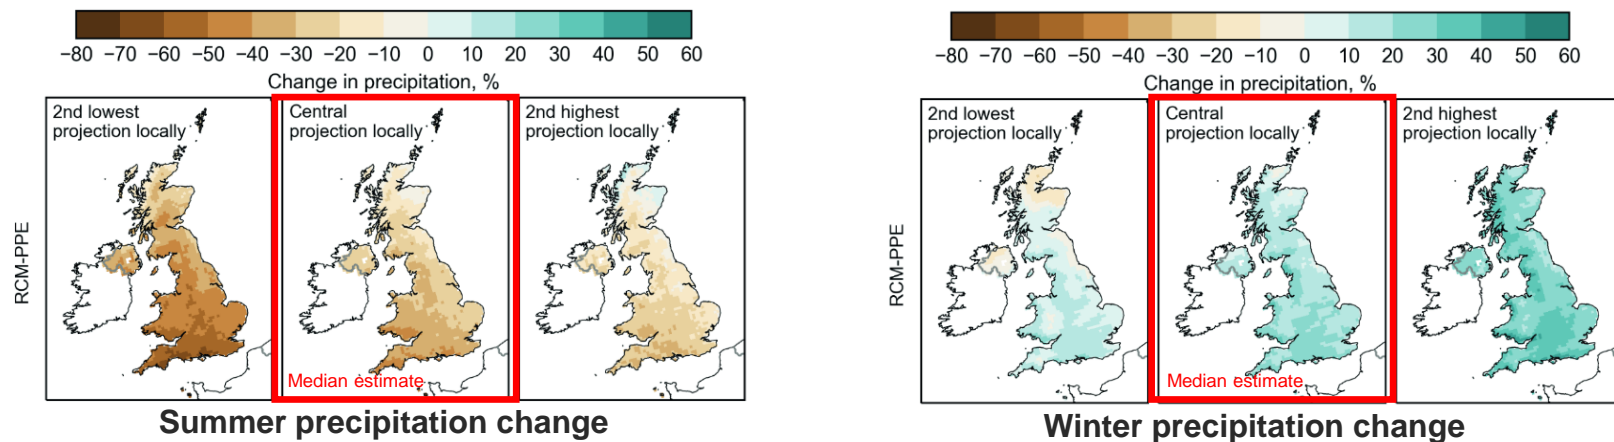 −80 −70 −60 −50 −40 −30 −20 −10 0 10 20 30 40 50 60
Change in precipitation, %
2nd lowest
projection locally
Central
projection locally
2nd highest
projection locally
RCM-PPE
Median estimate
Summer precipitation change
−80 −70 −60 −50 −40 −30 −20 −10 0 10 20 30 40 50 60
Change in precipitation, %
2nd lowest
projection locally
Central
projection locally
2nd highest
projection locally
RCM-PPE
Median estimate
Winter precipitation change